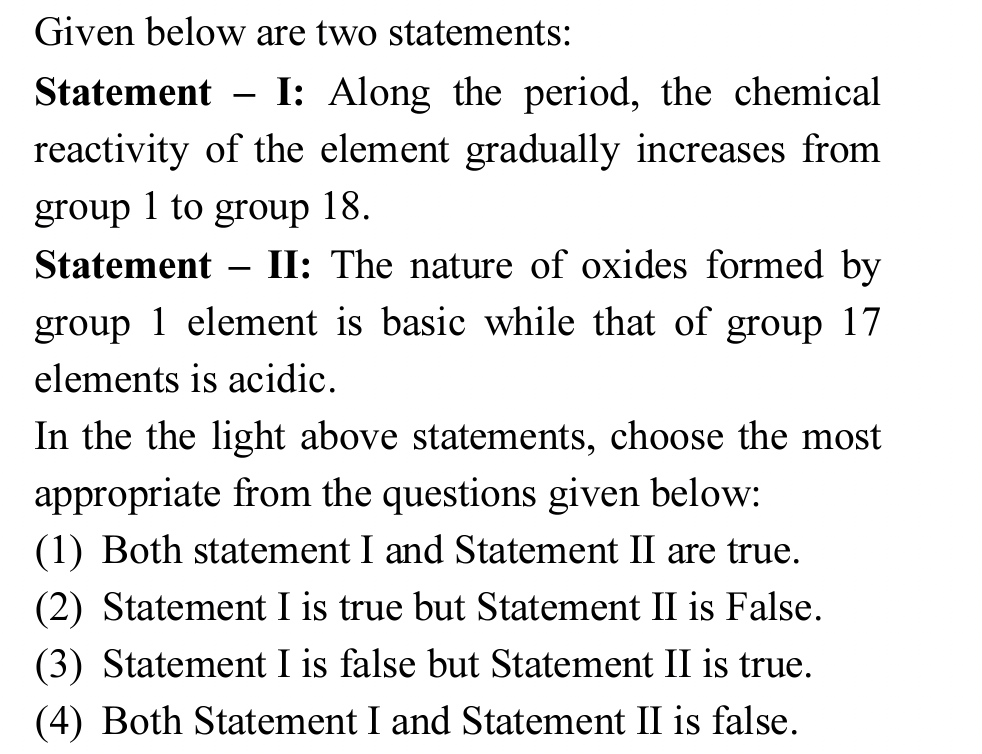 Given below are two statements:
Statement – I: Along the period, the chemical
reactivity of the element gradually increases from
group 1 to group 18.
Statement – II: The nature of oxides formed by
group 1 element is basic while that of group 17
elements is acidic.
In the the light above statements, choose the most
appropriate from the questions given below:
(1) Both statement I and Statement II are true.
(2) Statement I is true but Statement II is False.
(3) Statement I is false but Statement II is true.
(4) Both Statement I and Statement II is false.